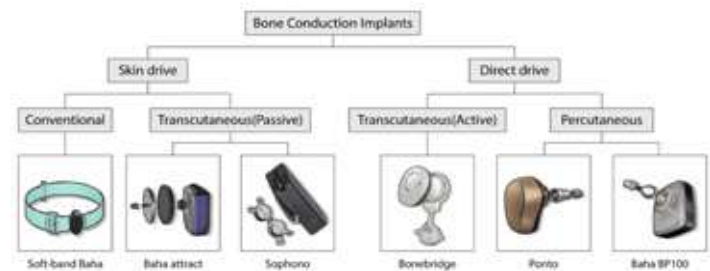 Bone Conduction Implants
Skin drive
Direct drive
Conventional
Transcutaneous(Passive)
Transcutaneous(Active)
Percutaneous
Soft-band Baha
Baha attract
Sophono
Bonebridge
Ponto
Baha BP100